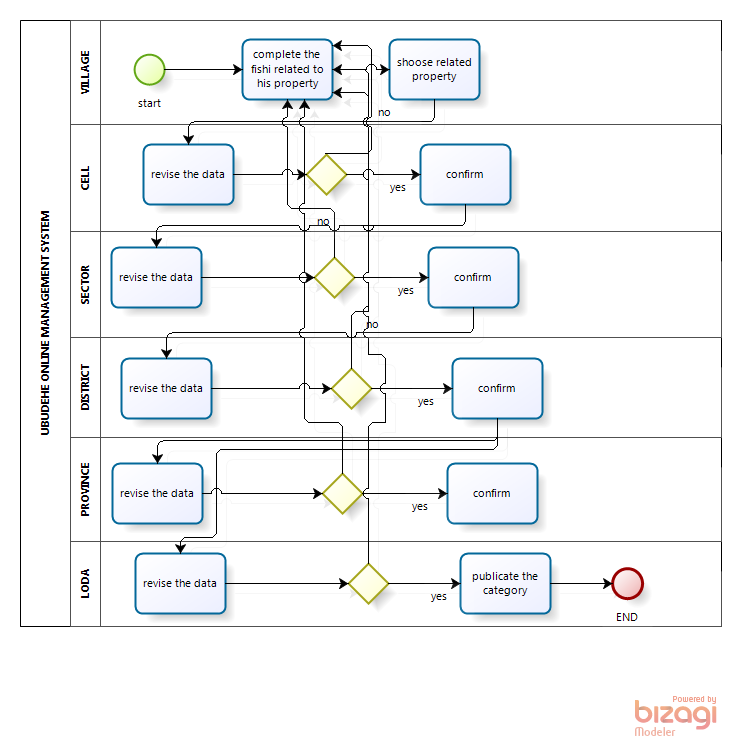 UBUDEHE ONLINE MANAGEMENT SYSTEM
VILLAGE
start
complete the
fishi related to
his property
shoose related
property
no
CELL
revise the data
yes
confirm
no
SECTOR
revise the data
yes
confirm
no
DISTRICT
revise the data
yes
confirm
PROVINCE
revise the data
yes
confirm
LODA
revise the data
yes
publicate the
category
END
Powered by
bizagi
Modeler